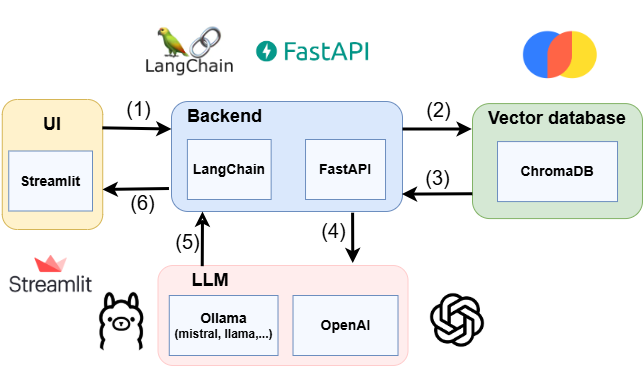 LangChain
FastAPI
UI
(1)
Backend
(2)
Vector database
Streamlit
LangChain
FastAPI
ChromaDB
(3)
(6)
(5)
(4)
Streamlit
LLM
Ollama
(mistral, llama,...)
OpenAI